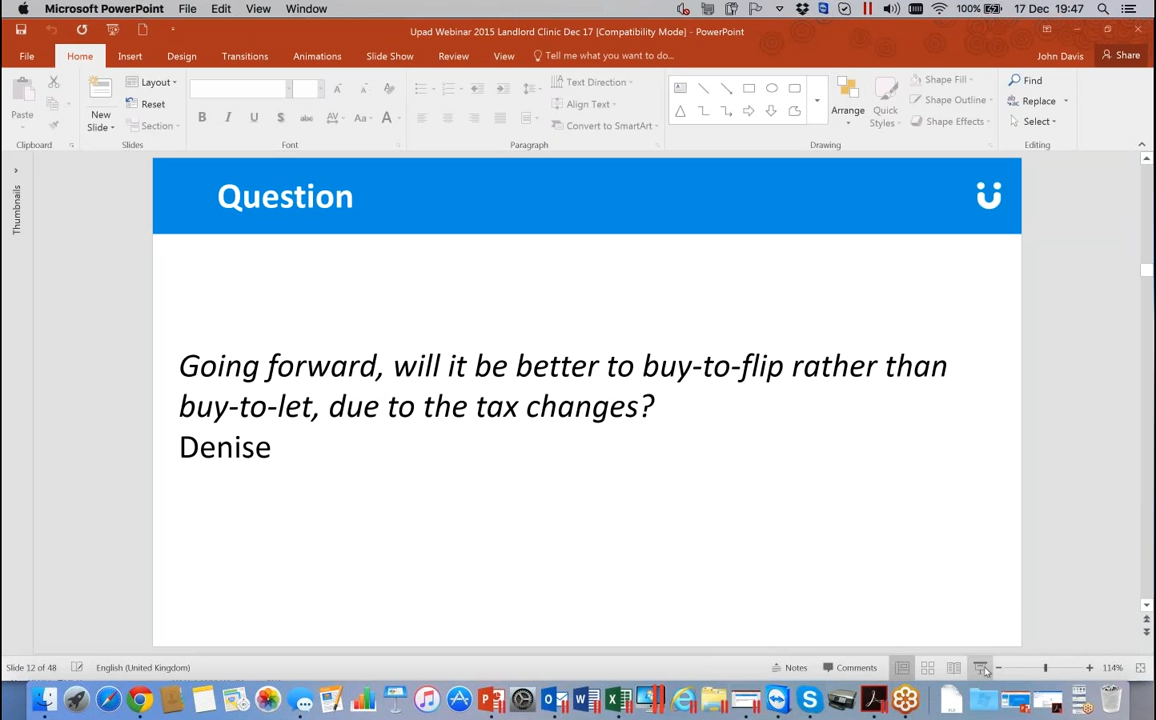 Microsoft PowerPoint File Edit View Window 100% 17 Dec 19:47
Upad Webinar 2015 Landlord Clinic Dec 17 [Compatibility Mode] - PowerPoint
File Home Insert Design Transitions Animations Slide Show Review View Tell me what you want to do... John Davis Share
Paste
Clipboard
New Slide
Layout
Reset
Section
Slides
B I U S abc AV Aa A
Font
Text Direction
Align Text
Convert to SmartArt
Paragraph
Arrange
Quick Styles
Shape Fill
Shape Outline
Shape Effects
Drawing
Find
Replace
Select
Editing
Thumbnails
Question
Going forward, will it be better to buy-to-flip rather than
buy-to-let, due to the tax changes?
Denise
Slide 12 of 48 English (United Kingdom) Notes Comments 114%